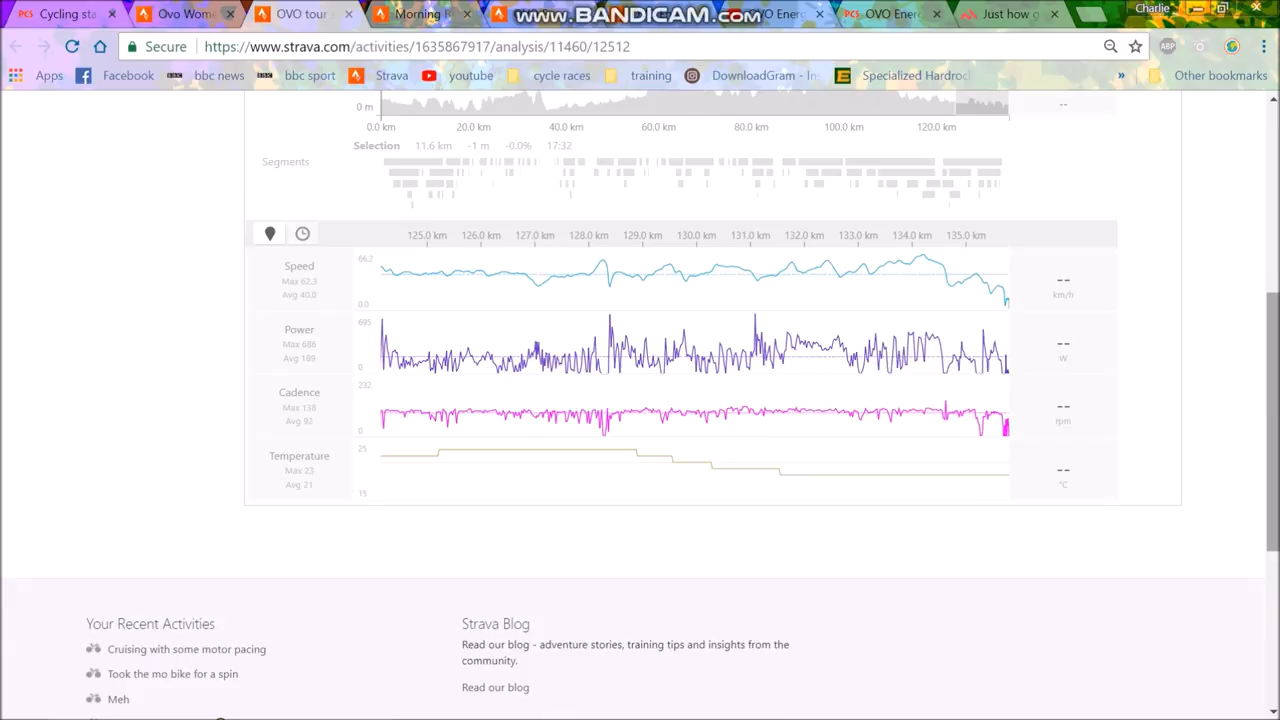 Cycling sta
Ovo Wome
OVO tour
Morning R
www.BANDICAM.com
OVO Energ
PCS OVO Ener
Just how g
Charlie
Secure https://www.strava.com/activities/1635867917/analysis/11460/12512
ABP
Apps Facebook bbc news bbc sport Strava youtube cycle races training DownloadGram - In Specialized Hardroc » Other bookmarks
0 m --
0.0 km 20.0 km 40.0 km 60.0 km 80.0 km 100.0 km 120.0 km
Selection 11.6 km -1 m -0.0% 17:32
Segments
125.0 km 126.0 km 127.0 km 128.0 km 129.0 km 130.0 km 131.0 km 132.0 km 133.0 km 134.0 km 135.0 km
Speed
Max 62.3
Avg 40.0
66.2
0.0
--
km/h
Power
Max 686
Avg 189
695
0
--
W
Cadence
Max 138
Avg 92
232
0
--
rpm
Temperature
Max 23
Avg 21
25
15
--
°C
Your Recent Activities
Cruising with some motor pacing
Took the mo bike for a spin
Meh
Strava Blog
Read our blog - adventure stories, training tips and insights from the
community.
Read our blog